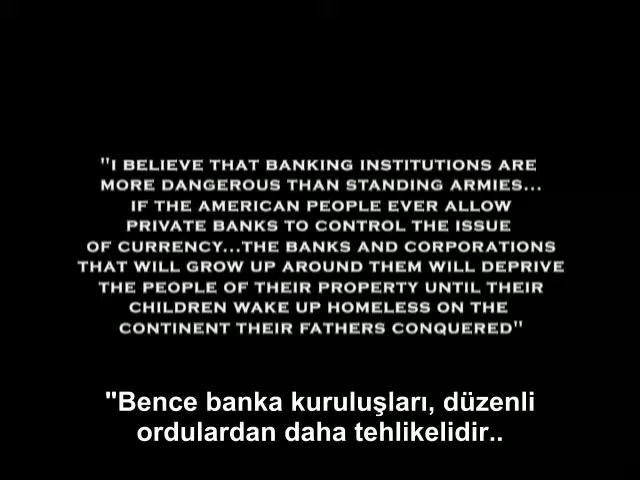 "I BELIEVE THAT BANKING INSTITUTIONS ARE
MORE DANGEROUS THAN STANDING ARMIES...
IF THE AMERICAN PEOPLE EVER ALLOW
PRIVATE BANKS TO CONTROL THE ISSUE
OF CURRENCY...THE BANKS AND CORPORATIONS
THAT WILL GROW UP AROUND THEM WILL DEPRIVE
THE PEOPLE OF THEIR PROPERTY UNTIL THEIR
CHILDREN WAKE UP HOMELESS ON THE
CONTINENT THEIR FATHERS CONQUERED"
"Bence banka kuruluşları, düzenli
ordulardan daha tehlikelidir..